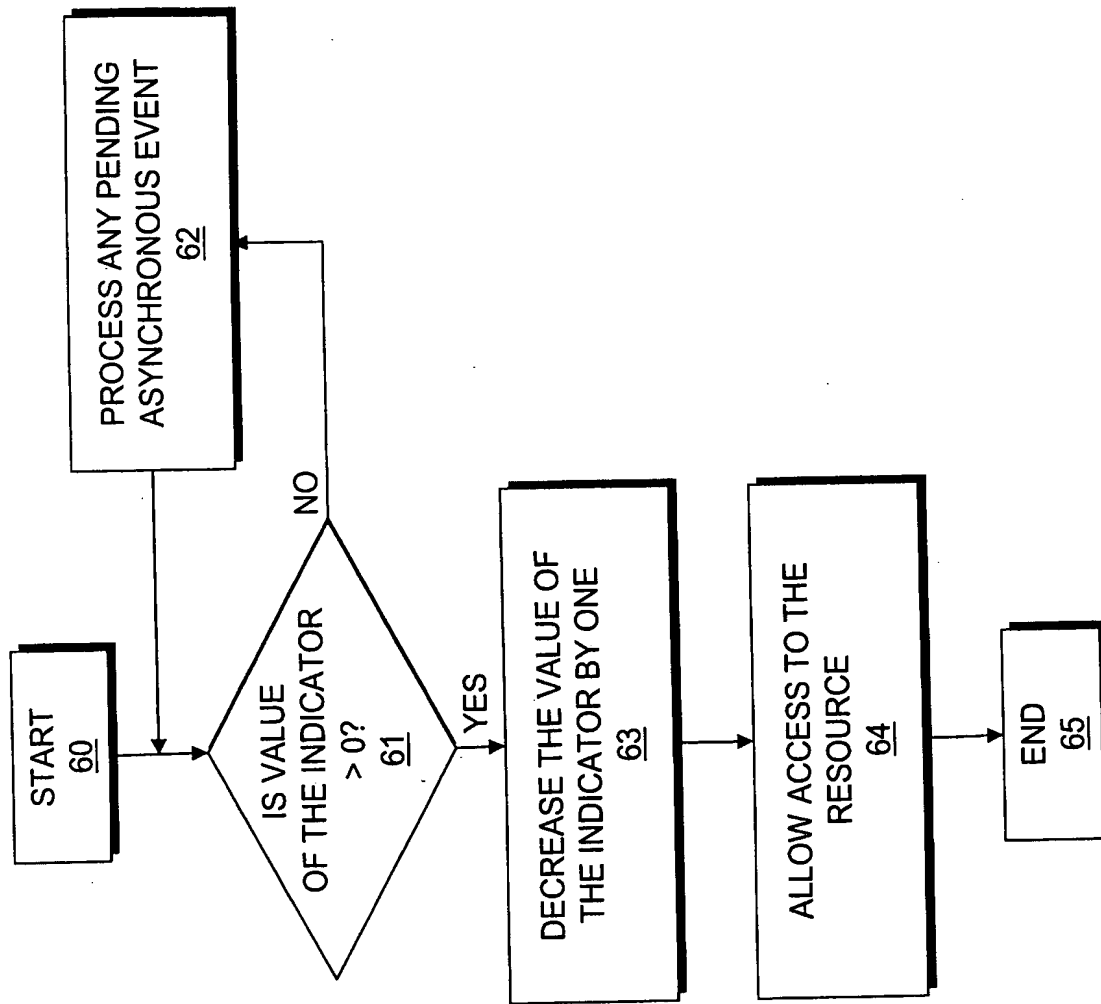 START
60
IS VALUE
OF THE INDICATOR
> 0?
61
NO
PROCESS ANY PENDING
ASYNCHRONOUS EVENT
62
YES
DECREASE THE VALUE OF
THE INDICATOR BY ONE
63
ALLOW ACCESS TO THE
RESOURCE
64
END
65